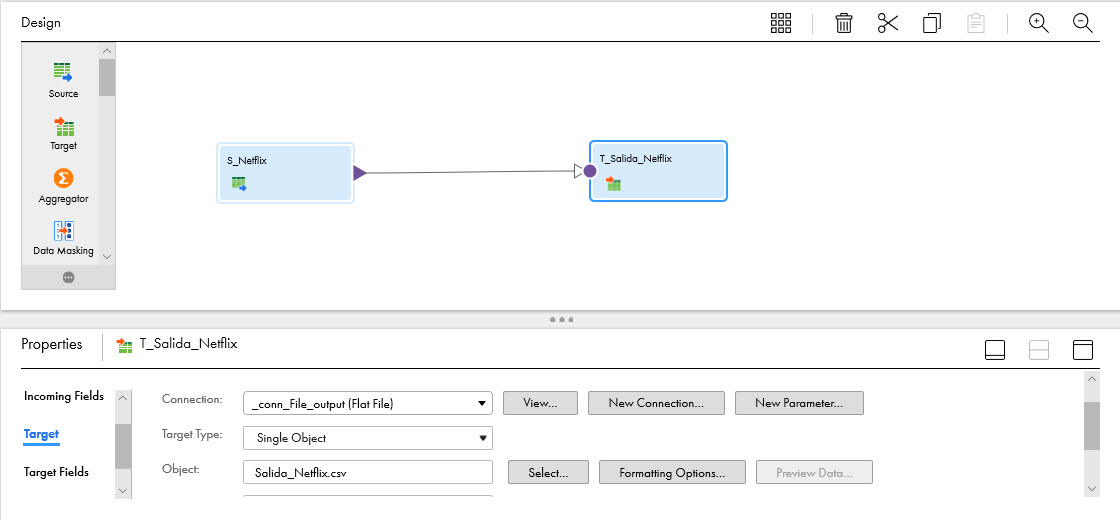 Design
Source
Target
Aggregator
Data Masking
S_Netflix
T_Salida_Netflix
Properties
T_Salida_Netflix
Incoming Fields
Target
Target Fields
Connection:
_conn_File_output (Flat File)
View...
New Connection...
New Parameter...
Target Type:
Single Object
Object:
Salida_Netflix.csv
Select...
Formatting Options...
Preview Data...